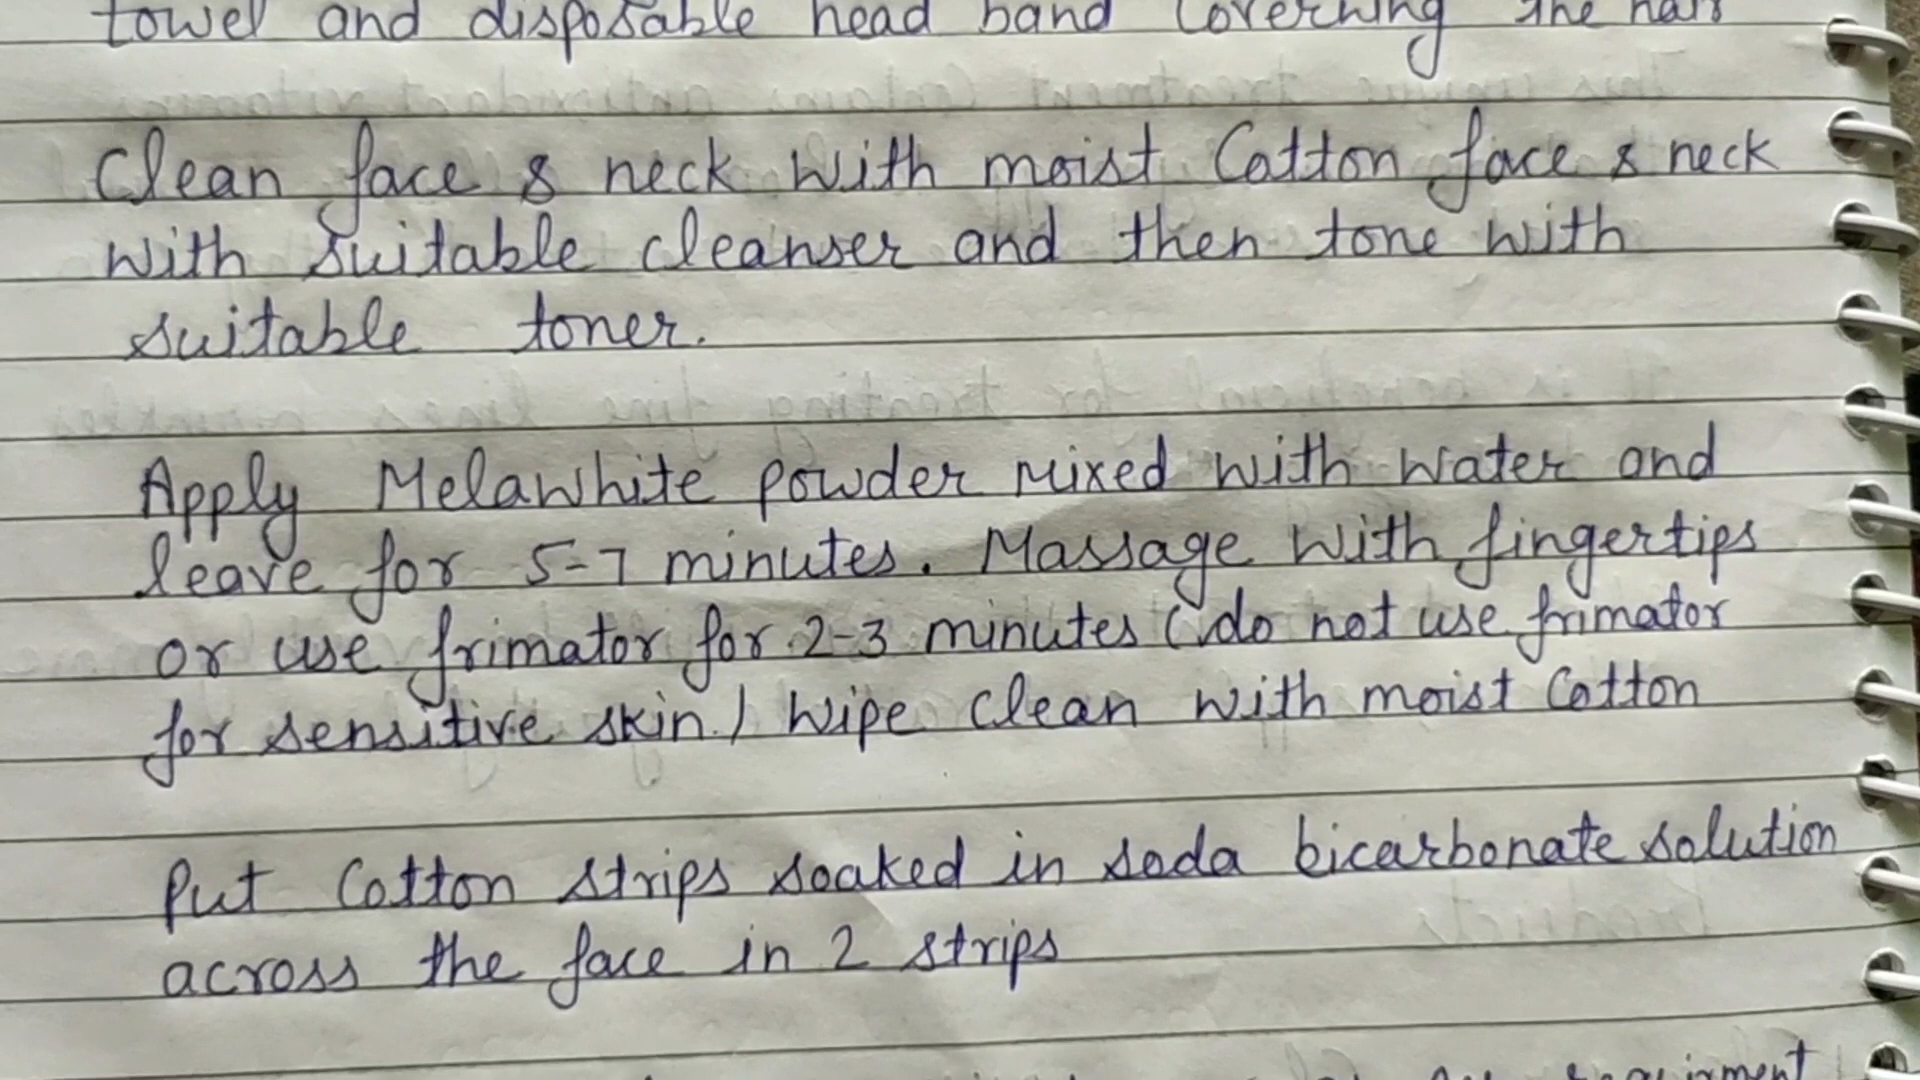 towel and disposable head band Coverning the hair
Clean face & neck with moist Cotton face & neck
with suitable cleanser and then tone with
suitable toner.
Apply Melawhite powder mixed with water and
leave for 5-7 minutes. Massage with fingertips
or use frimator for 2-3 minutes (do not use frimator
for sensitive skin.) wipe clean with moist Cotton
Put Cotton strips soaked in soda bicarbonate solution
across the face in 2 strips